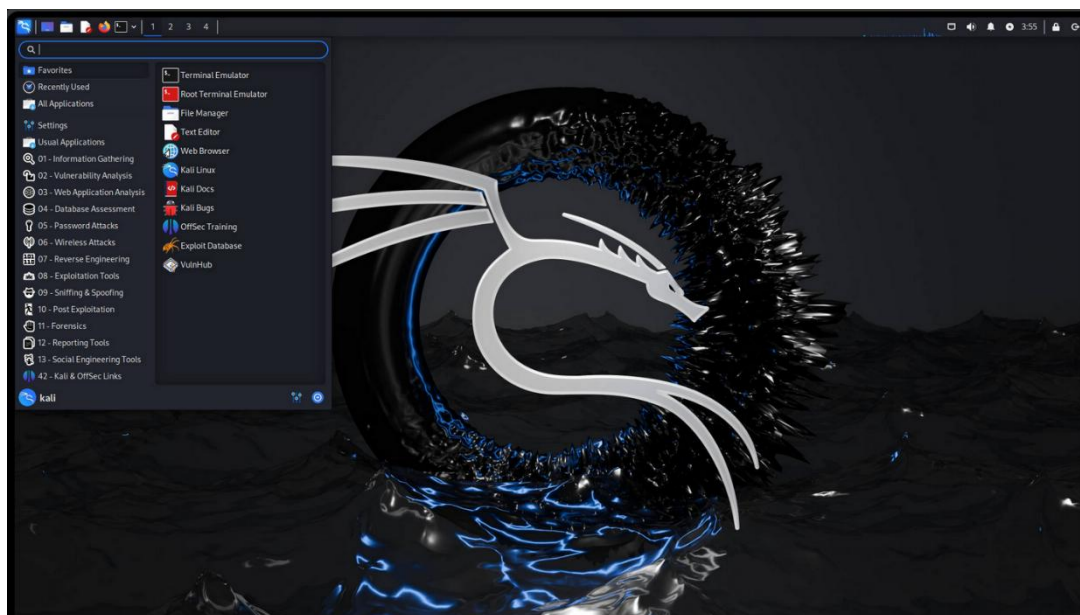 1 2 3 4
3:55
Favorites
Recently Used
All Applications
Settings
Usual Applications
01 - Information Gathering
02 - Vulnerability Analysis
03 - Web Application Analysis
04 - Database Assessment
05 - Password Attacks
06 - Wireless Attacks
07 - Reverse Engineering
08 - Exploitation Tools
09 - Sniffing & Spoofing
10 - Post Exploitation
11 - Forensics
12 - Reporting Tools
13 - Social Engineering Tools
42 - Kali & OffSec Links
Terminal Emulator
Root Terminal Emulator
File Manager
Text Editor
Web Browser
Kali Linux
Kali Docs
Kali Bugs
OffSec Training
Exploit Database
VulnHub
kali